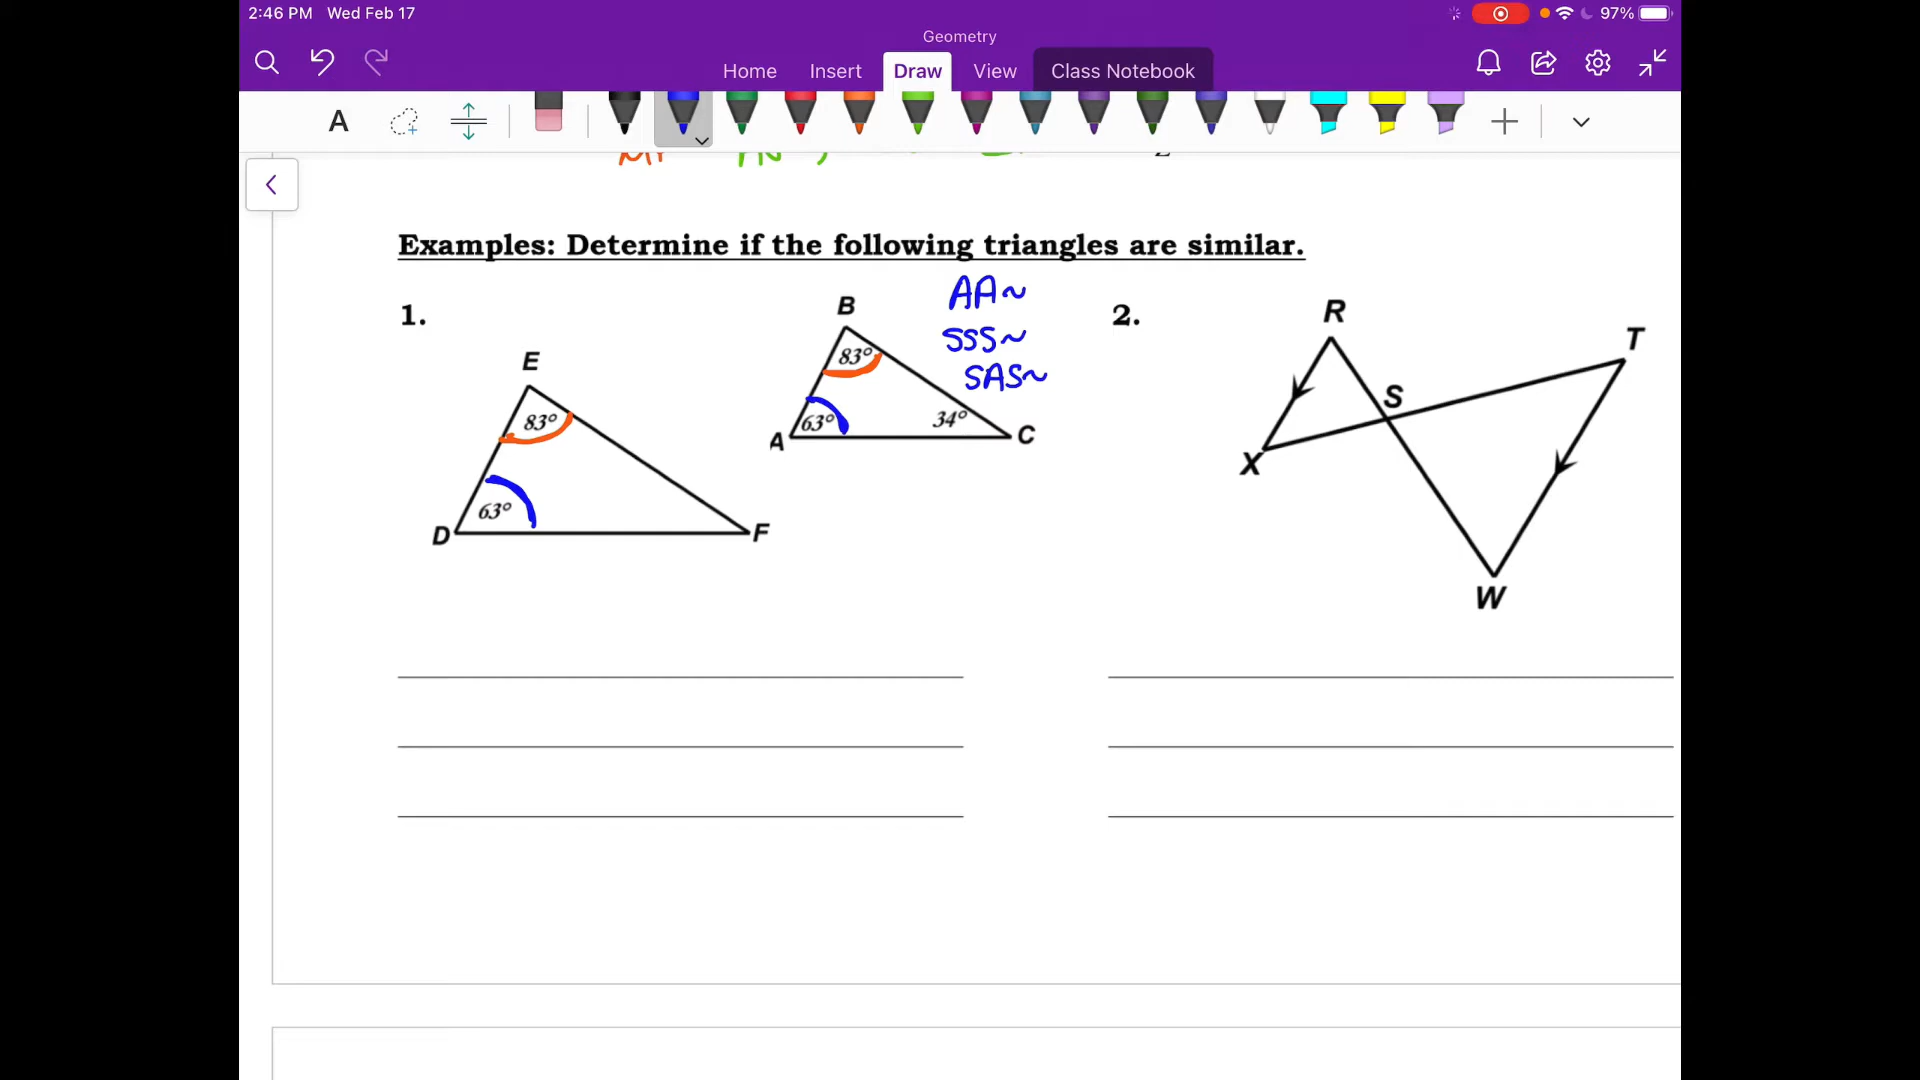 2:46 PM Wed Feb 17 97%
Geometry
Home Insert Draw View Class Notebook
A
Examples: Determine if the following triangles are similar.
1.
E
83°
63°
D
F
B
83°
63°
34°
A
C
AA~
SSS~
SAS~
2.
R
T
S
X
W